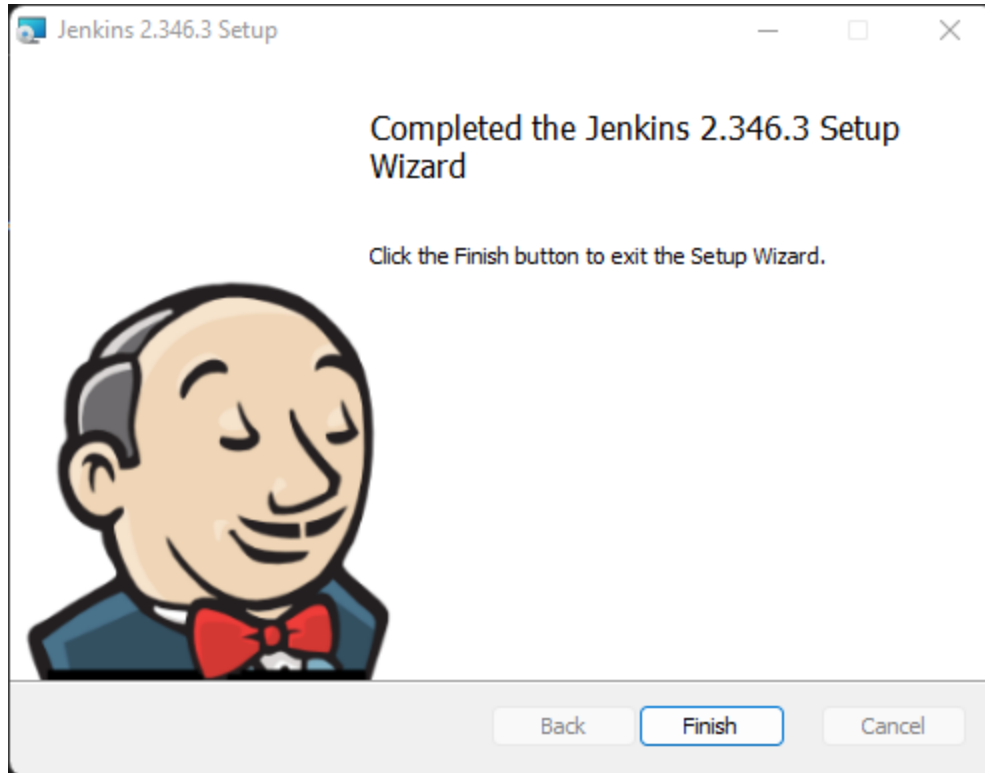 Jenkins 2.346.3 Setup
Completed the Jenkins 2.346.3 Setup
Wizard
Click the Finish button to exit the Setup Wizard.
Back
Finish
Cancel